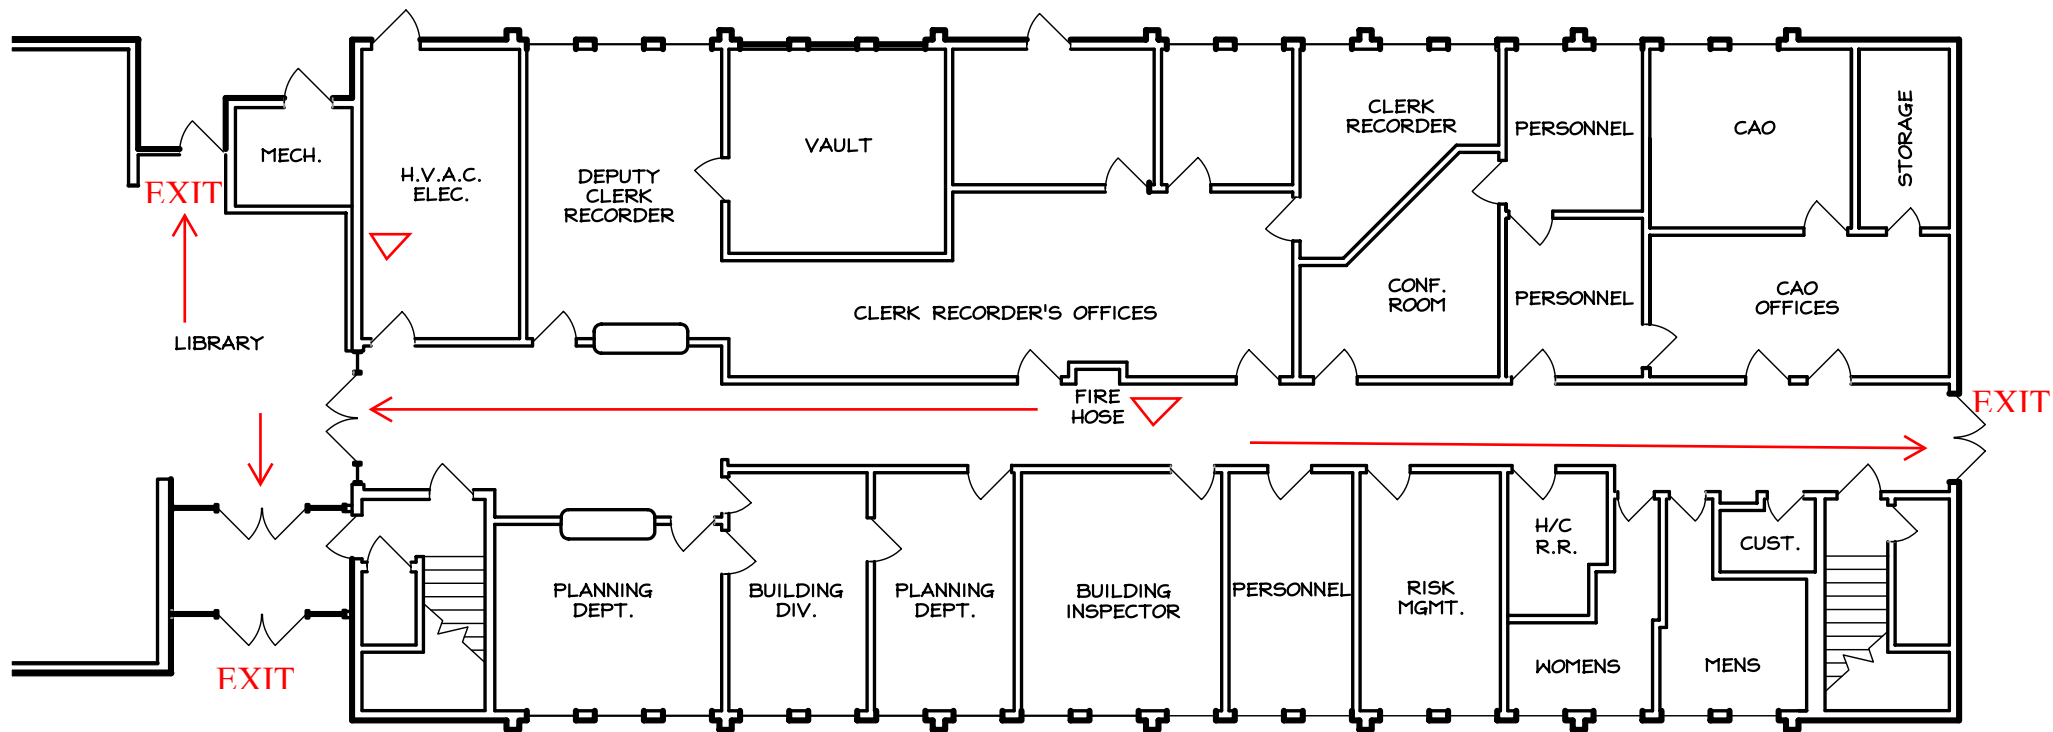 CLERK
RECORDER
PERSONNEL
CAO
STORAGE
VAULT
MECH.
H.V.A.C.
ELEC.
DEPUTY
CLERK
RECORDER
EXIT
CONF.
ROOM
PERSONNEL
CAO
OFFICES
CLERK RECORDER'S OFFICES
LIBRARY
FIRE
HOSE
EXIT
H/C
R.R.
CUST.
PLANNING
DEPT.
BUILDING
DIV.
PLANNING
DEPT.
BUILDING
INSPECTOR
PERSONNEL
RISK
MGMT.
WOMENS
MENS
EXIT